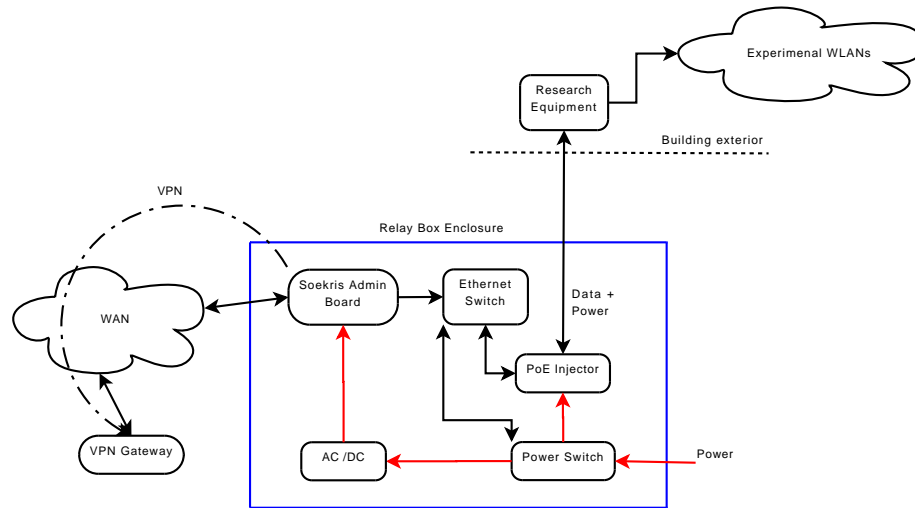 Experimenal WLANs
Research
Equipment
Building exterior
VPN
Relay Box Enclosure
Soekris Admin
Board
Ethernet
Switch
Data +
Power
WAN
PoE Injector
VPN Gateway
AC /DC
Power Switch
Power